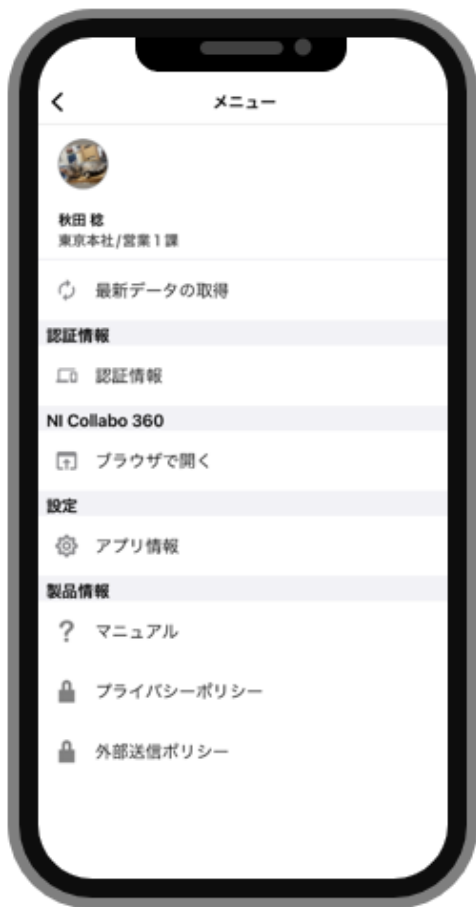 メニュー
秋田 稔
東京本社/営業1課
最新データの取得
認証情報
認証情報
NI Collabo 360
ブラウザで開く
設定
アプリ情報
製品情報
マニュアル
プライバシーポリシー
外部送信ポリシー